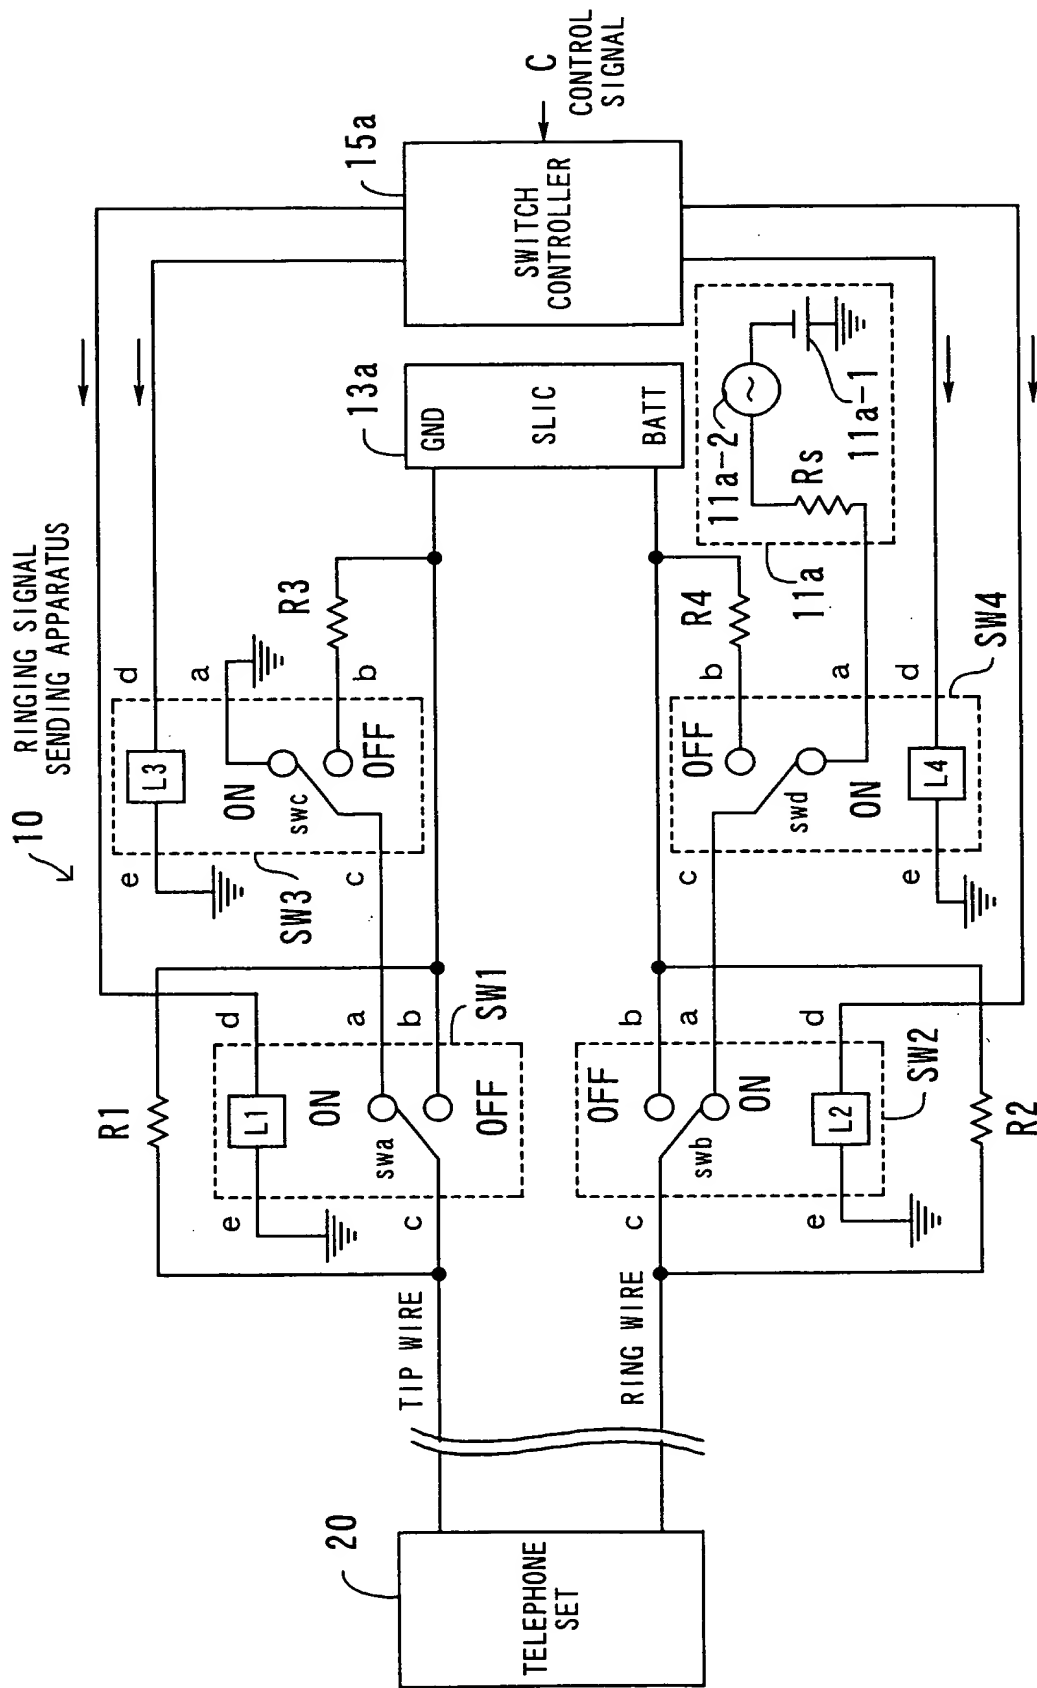 10
RINGING SIGNAL
SENDING APPARATUS
R1
e
L1
d
ON
swa
a
b
OFF
c
SW1
e
L3
d
ON
swc
a
b
OFF
c
SW3
R3
TIP WIRE
20
TELEPHONE
SET
RING WIRE
13a
GND
SLIC
BATT
15a
SWITCH
CONTROLLER
C
CONTROL
SIGNAL
OFF
b
a
c
swb
ON
L2
d
e
SW2
R2
OFF
b
R4
c
swd
ON
a
L4
d
e
SW4
11a
11a-2
~
Rs
11a-1